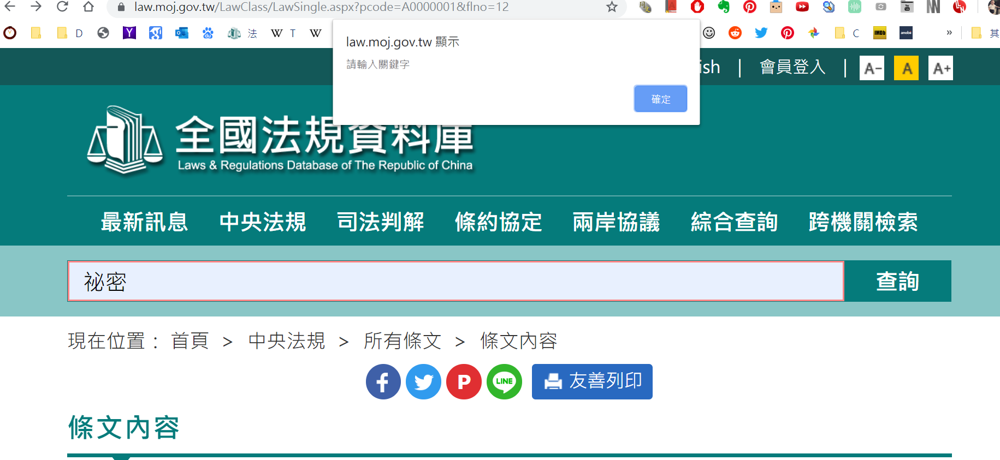 law.moj.gov.tw/LawClass/LawSingle.aspx?pcode=A0000001&flno=12
D 法 W T W C IMDb anobii » 其
law.moj.gov.tw 顯示
請輸入關鍵字
確定
ish | 會員登入 | A- A A+
全國法規資料庫
Laws & Regulations Database of The Republic of China
最新訊息 中央法規 司法判解 條約協定 兩岸協議 綜合查詢 跨機關檢索
祕密 查詢
現在位置： 首頁 > 中央法規 > 所有條文 > 條文內容
f P LINE 友善列印
條文內容